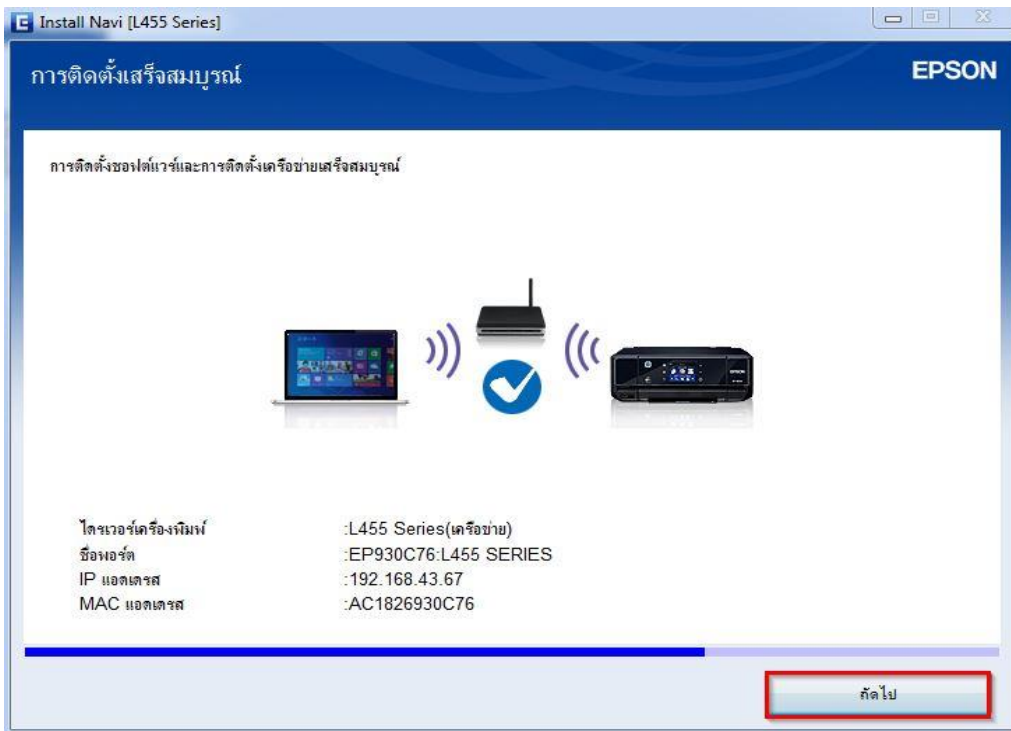 Install Navi [L455 Series]
การติดตั้งเสร็จสมบูรณ์
EPSON
การติดตั้งซอฟต์แวร์และการติดตั้งเครือข่ายเสร็จสมบูรณ์
ไดรเวอร์เครื่องพิมพ์ :L455 Series(เครือข่าย)
ชื่อพอร์ต :EP930C76:L455 SERIES
IP แอดเดรส :192.168.43.67
MAC แอดเดรส :AC1826930C76
ถัดไป